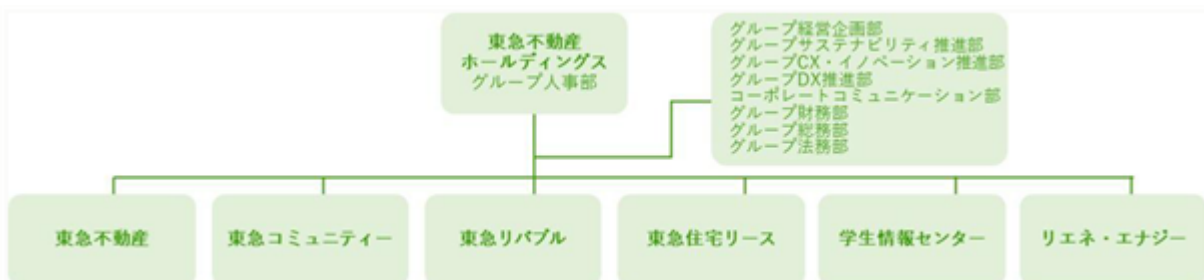 東急不動産
ホールディングス
グループ人事部
グループ経営企画部
グループサステナビリティ推進部
グループCX・イノベーション推進部
グループDX推進部
コーポレートコミュニケーション部
グループ財務部
グループ総務部
グループ法務部
東急不動産
東急コミュニティー
東急リバブル
東急住宅リース
学生情報センター
リエネ・エナジー